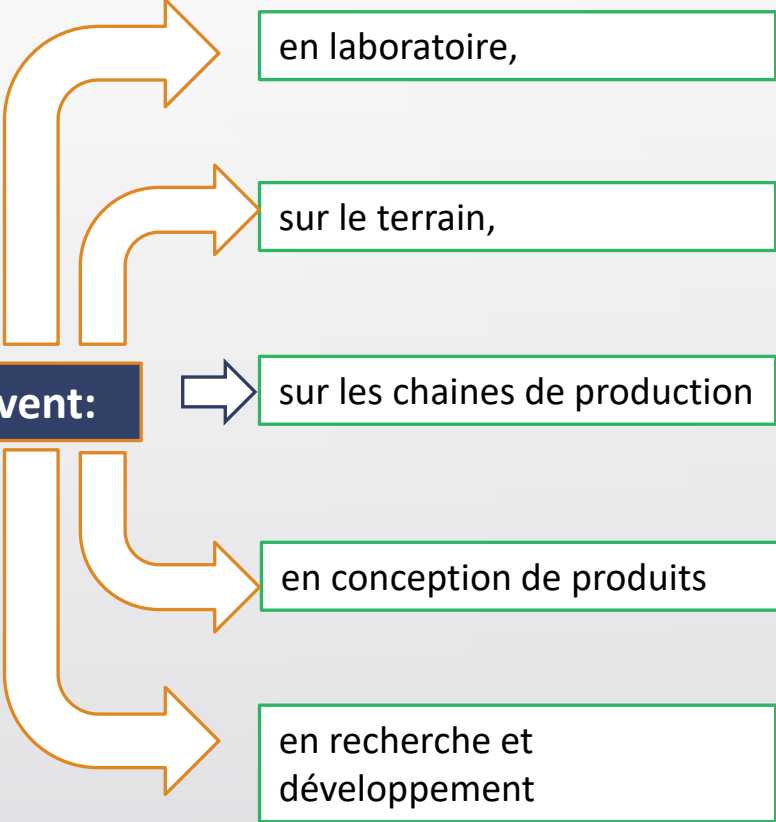 en laboratoire,
sur le terrain,
vent:
sur les chaines de production
en conception de produits
en recherche et
développement